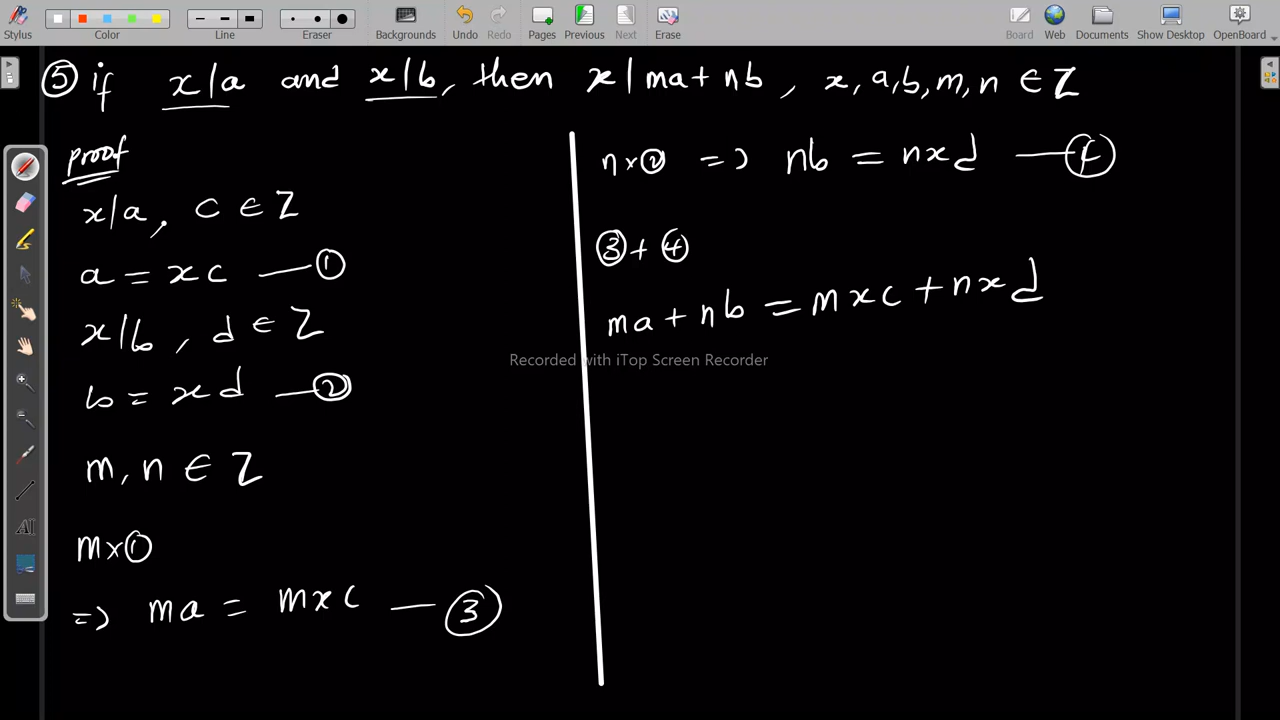 Stylus Color Line Eraser Backgrounds Undo Redo Pages Previous Next Erase Board Web Documents Show Desktop OpenBoard
⑤ if x/a and x/b, then x/ma+nb, x, a,b, m, n ∈ Z
proof
x/a, c ∈ Z
a = xc — ①
x/b, d ∈ Z
b = xd — ②
m, n ∈ Z
m×①
=> ma = mxc — ③
n×② => nb = nxd — ④
③ + ④
ma + nb = mxc + nxd
Recorded with iTop Screen Recorder
AI